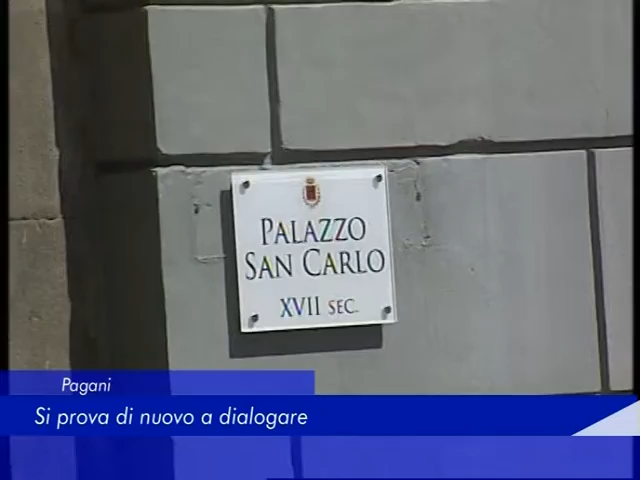 PALAZZO
SAN CARLO
XVII SEC.
Pagani
Si prova di nuovo a dialogare